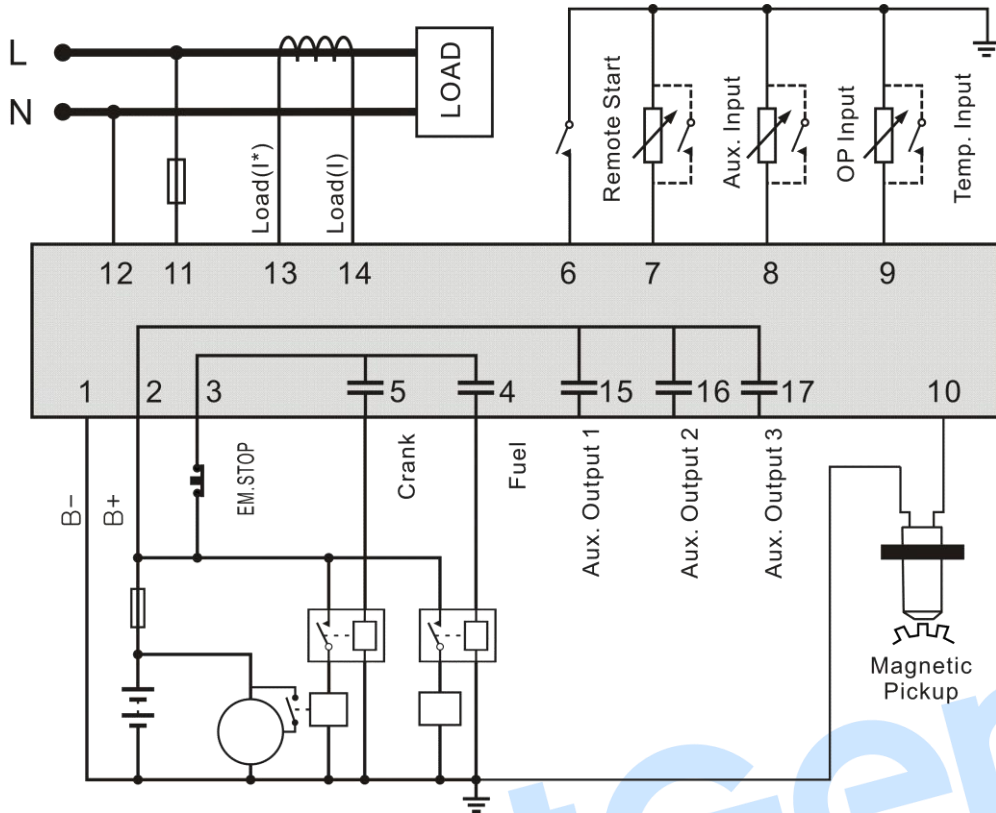 L
N
LOAD
Load(I*)
Load(I)
Remote Start
Aux. Input
OP Input
Temp. Input
12 11 13 14 6 7 8 9
1 2 3 5 4 15 16 17 10
B-
B+
EM.STOP
Crank
Fuel
Aux. Output 1
Aux. Output 2
Aux. Output 3
Magnetic
Pickup